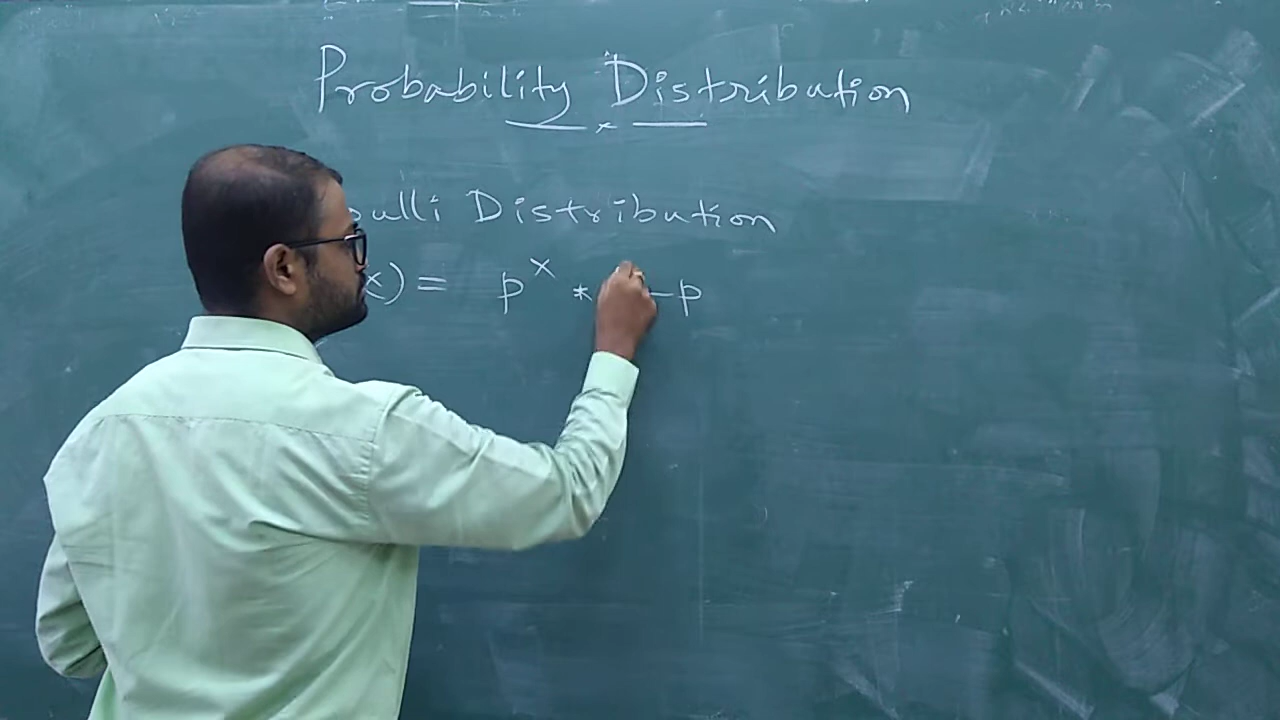 Probability Distribution
ulli Distribution
x) = p^x * - p